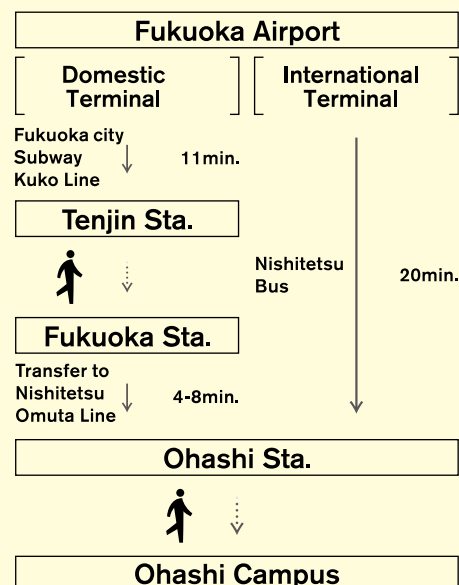 Fukuoka Airport
Domestic
Terminal
International
Terminal
Fukuoka city
Subway
Kuko Line
11min.
Tenjin Sta.
Nishitetsu
Bus
20min.
Fukuoka Sta.
Transfer to
Nishitetsu
Omuta Line
4-8min.
Ohashi Sta.
Ohashi Campus